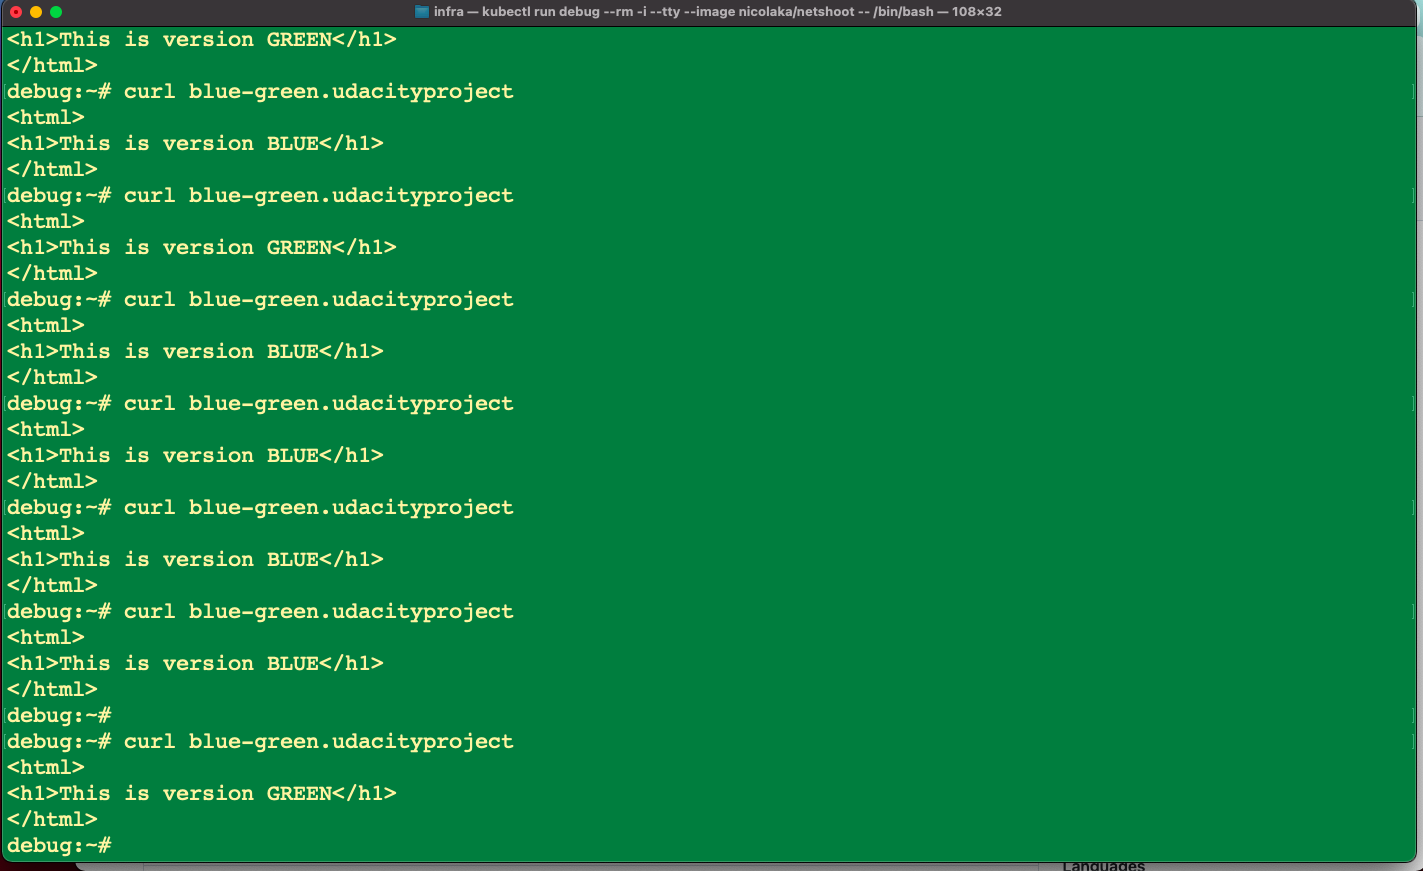 infra — kubectl run debug --rm -i --tty --image nicolaka/netshoot -- /bin/bash — 108×32
<h1>This is version GREEN</h1>
</html>
debug:~# curl blue-green.udacityproject
<html>
<h1>This is version BLUE</h1>
</html>
debug:~# curl blue-green.udacityproject
<html>
<h1>This is version GREEN</h1>
</html>
debug:~# curl blue-green.udacityproject
<html>
<h1>This is version BLUE</h1>
</html>
debug:~# curl blue-green.udacityproject
<html>
<h1>This is version BLUE</h1>
</html>
debug:~# curl blue-green.udacityproject
<html>
<h1>This is version BLUE</h1>
</html>
debug:~# curl blue-green.udacityproject
<html>
<h1>This is version BLUE</h1>
</html>
debug:~#
debug:~# curl blue-green.udacityproject
<html>
<h1>This is version GREEN</h1>
</html>
debug:~#
Languages